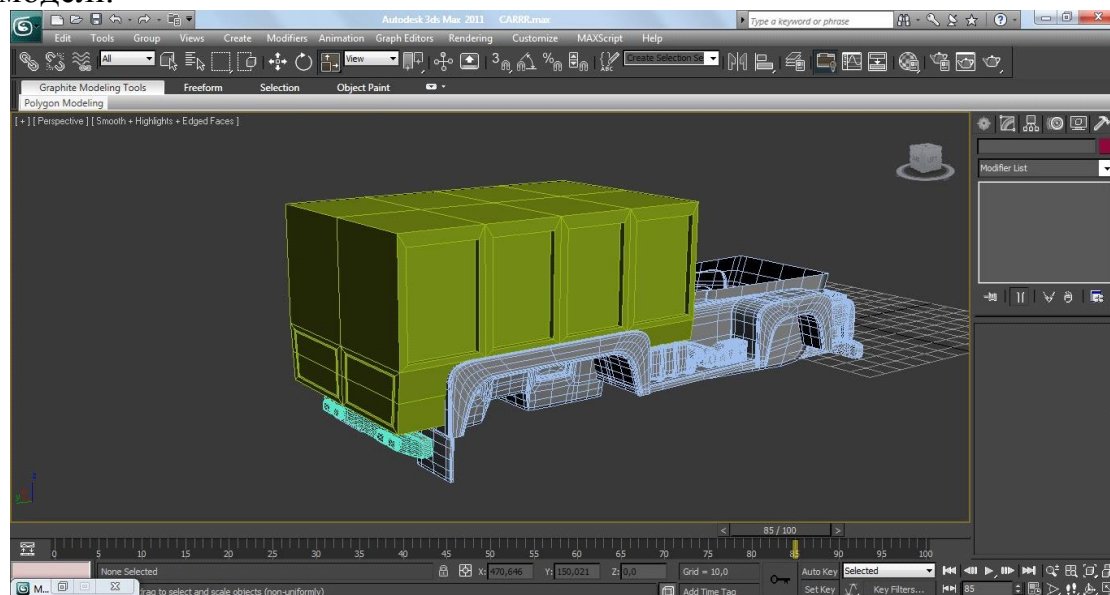 модели.
Autodesk 3ds Max 2011 CARRR.max
Type a keyword or phrase
Edit Tools Group Views Create Modifiers Animation Graph Editors Rendering Customize MAXScript Help
All View Create Selection Se
Graphite Modeling Tools Freeform Selection Object Paint
Polygon Modeling
[ + ] [ Perspective ] [ Smooth + Highlights + Edged Faces ]
Modifier List
85 / 100
0 5 10 15 20 25 30 35 40 45 50 55 60 65 70 75 80 85 90 95 100
None Selected X: 470,646 Y: 150,021 Z: 0,0 Grid = 10,0 Auto Key Selected
M... drag to select and scale objects (non-uniformly) Add Time Tag Set Key Key Filters... 85